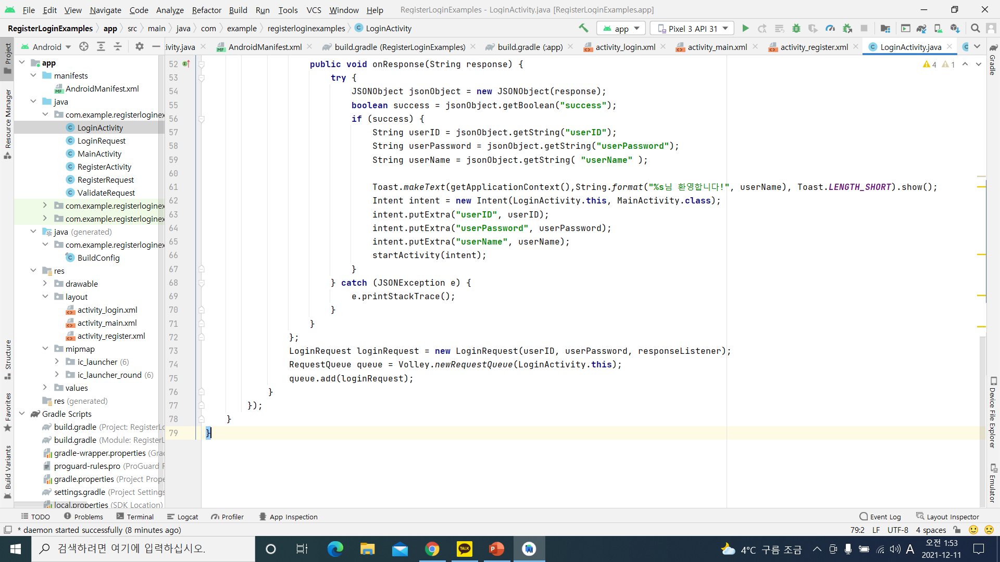 File Edit View Navigate Code Analyze Refactor Build Run Tools VCS Window Help RegisterLoginExamples - LoginActivity.java [RegisterLoginExamples.app]
RegisterLoginExamples app src main java com example registerloginexamples LoginActivity app Pixel 3 API 31
Android ivity.java AndroidManifest.xml build.gradle (RegisterLoginExamples) build.gradle (:app) activity_login.xml activity_main.xml activity_register.xml LoginActivity.java
Project
Resource Manager
Structure
Favorites
Build Variants
app
manifests
AndroidManifest.xml
java
com.example.registerloginex
LoginActivity
LoginRequest
MainActivity
RegisterActivity
RegisterRequest
ValidateRequest
com.example.registerloginex
com.example.registerloginex
java (generated)
com.example.registerloginex
BuildConfig
res
drawable
layout
activity_login.xml
activity_main.xml
activity_register.xml
mipmap
ic_launcher (6)
ic_launcher_round (6)
values
res (generated)
Gradle Scripts
build.gradle (Project: RegisterLo
build.gradle (Module: RegisterL
gradle-wrapper.properties (Grad
proguard-rules.pro (ProGuard F
gradle.properties (Project Prope
settings.gradle (Project Settings
local.properties (SDK Location)
4 1
52 public void onResponse(String response) {
53 try {
54 JSONObject jsonObject = new JSONObject(response);
55 boolean success = jsonObject.getBoolean("success");
56 if (success) {
57 String userID = jsonObject.getString("userID");
58 String userPassword = jsonObject.getString("userPassword");
59 String userName = jsonObject.getString( "userName" );
60
61 Toast.makeText(getApplicationContext(),String.format("%s님 환영합니다!", userName), Toast.LENGTH_SHORT).show();
62 Intent intent = new Intent(LoginActivity.this, MainActivity.class);
63 intent.putExtra("userID", userID);
64 intent.putExtra("userPassword", userPassword);
65 intent.putExtra("userName", userName);
66 startActivity(intent);
67 }
68 } catch (JSONException e) {
69 e.printStackTrace();
70 }
71 }
72 };
73 LoginRequest loginRequest = new LoginRequest(userID, userPassword, responseListener);
74 RequestQueue queue = Volley.newRequestQueue(LoginActivity.this);
75 queue.add(loginRequest);
76 }
77 });
78 }
79 }
Gradle
Device File Explorer
Emulator
TODO Problems Terminal Logcat Profiler App Inspection Event Log Layout Inspector
* daemon started successfully (8 minutes ago) 79:2 LF UTF-8 4 spaces
검색하려면 여기에 입력하십시오. TALK 4°C 구름 조금 A 오전 1:53
2021-12-11